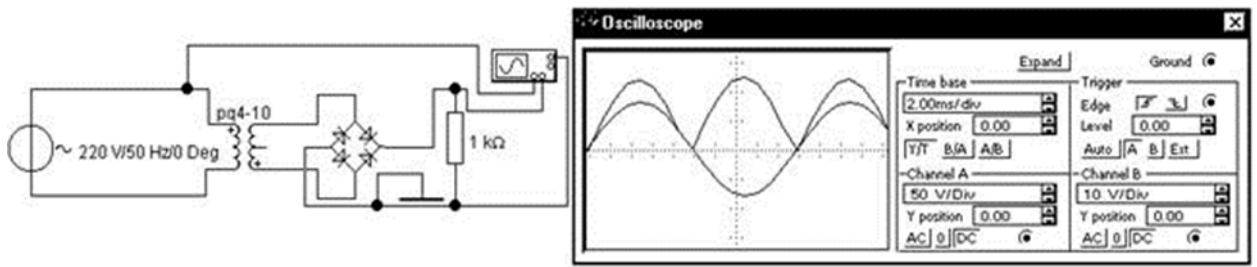 Oscilloscope
Expand
Ground
Time base
2.00ms/div
X position 0.00
Y/T B/A A/B
Trigger
Edge
Level 0.00
Auto A B Ext
Channel A
50 V/Div
Y position 0.00
AC 0 DC
Channel B
10 V/Div
Y position 0.00
AC 0 DC
pq4-10
~ 220 V/50 Hz/0 Deg
1 kΩ